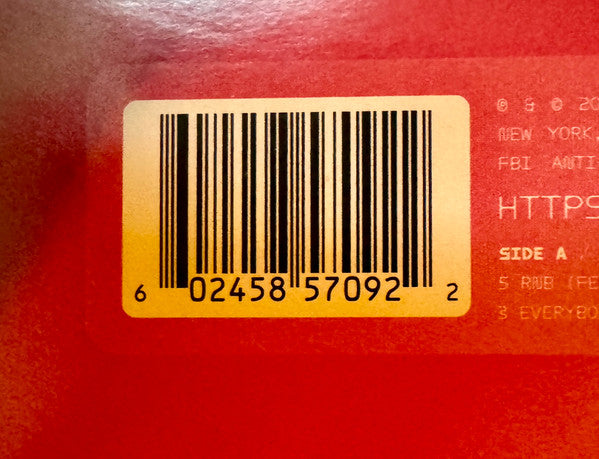 6 02458 57092 2
℗ & © 20
NEW YORK,
FBI ANTI
HTTPS
SIDE A /
5 RNB (FE
3 EVERYBO